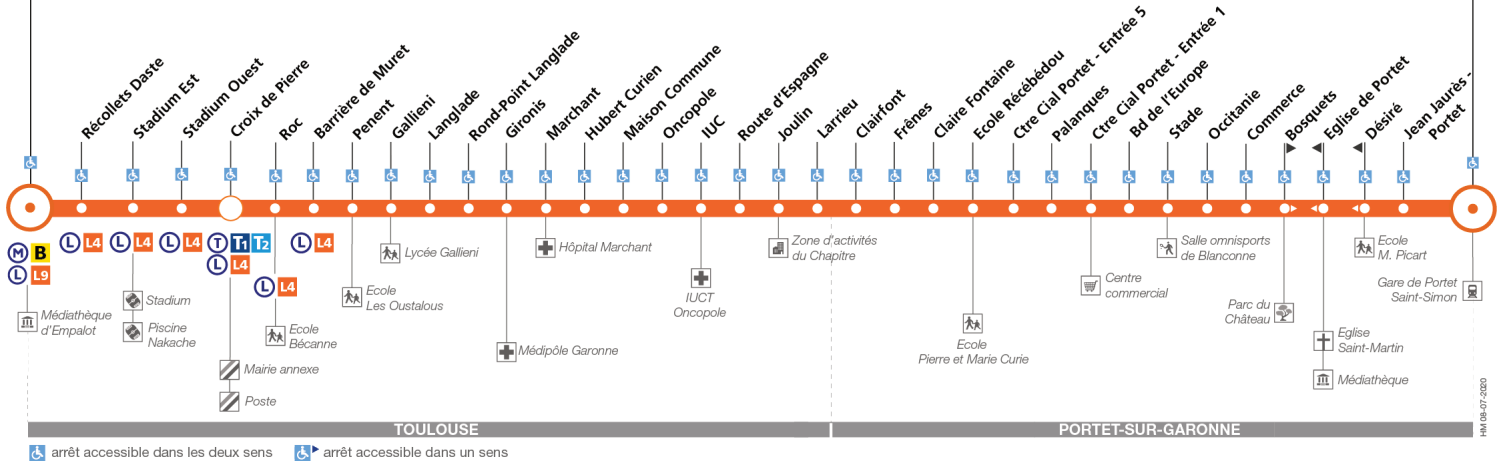 Récollets Daste
Stadium Est
Stadium Ouest
Croix de Pierre
Roc
Barrière de Muret
Penent
Gallieni
Langlade
Rond-Point Langlade
Gironis
Marchant
Hubert Curien
Maison Commune
Oncopole
IUC
Route d'Espagne
Joulin
Larrieu
Clairfont
Frênes
Claire Fontaine
Ecole Récébédou
Ctre Cial Portet - Entrée 5
Palanques
Ctre Cial Portet - Entrée 1
Bd de l'Europe
Stade
Occitanie
Commerce
Bosquets
Eglise de Portet
Désiré
Jean Jaurès -
Portet
M B
L L9
L L4
L L4
L L4
T T1 T2
L L4
L L4
L L4
Médiathèque
d'Empalot
Stadium
Piscine
Nakache
Mairie annexe
Poste
Ecole
Bécanne
Ecole
Les Oustalous
Lycée Gallieni
Médipôle Garonne
Hôpital Marchant
IUCT
Oncopole
Zone d'activités
du Chapitre
Ecole
Pierre et Marie Curie
Centre
commercial
Salle omnisports
de Blanconne
Parc du
Château
Eglise
Saint-Martin
Médiathèque
Ecole
M. Picart
Gare de Portet
Saint-Simon
HM 08-07-2020
TOULOUSE
PORTET-SUR-GARONNE
arrêt accessible dans les deux sens
arrêt accessible dans un sens